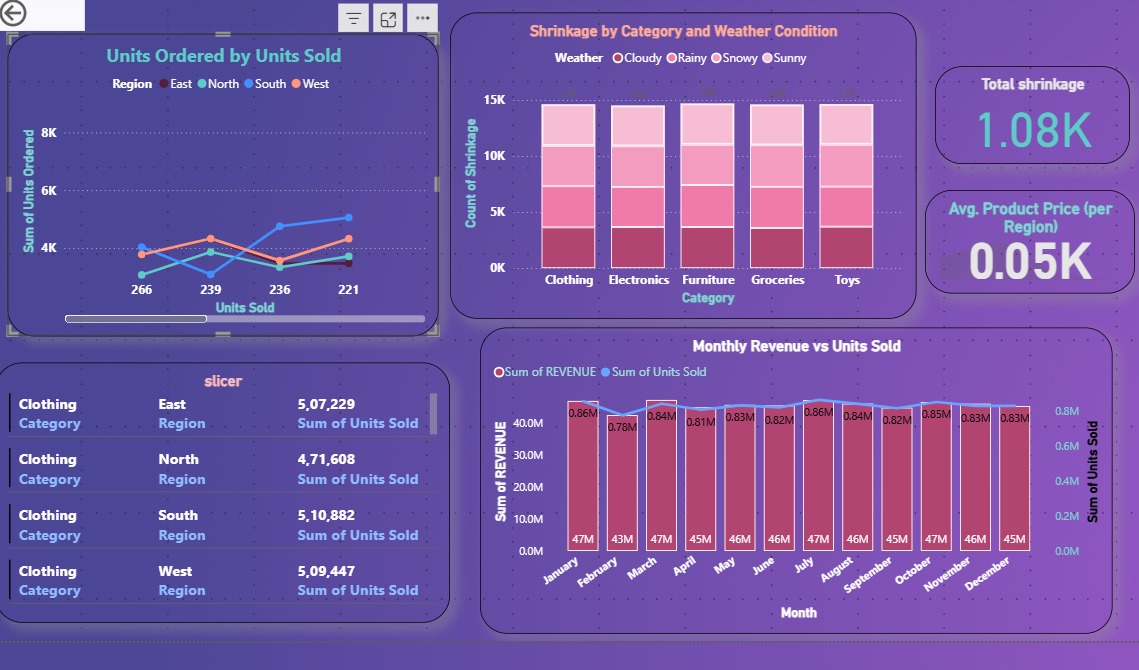 Units Ordered by Units Sold
Region East North South West
Sum of Units Ordered
8K
6K
4K
266 239 236 221
Units Sold
Shrinkage by Category and Weather Condition
Weather Cloudy Rainy Snowy Sunny
Count of Shrinkage
15K
10K
5K
0K
Clothing Electronics Furniture Groceries Toys
Category
Total shrinkage
1.08K
Avg. Product Price (per
Region)
0.05K
slicer
Clothing East 5,07,229
Category Region Sum of Units Sold
Clothing North 4,71,608
Category Region Sum of Units Sold
Clothing South 5,10,882
Category Region Sum of Units Sold
Clothing West 5,09,447
Category Region Sum of Units Sold
Monthly Revenue vs Units Sold
Sum of REVENUE Sum of Units Sold
Sum of REVENUE
40.0M
30.0M
20.0M
10.0M
0.0M
0.86M 0.78M 0.84M 0.81M 0.83M 0.82M 0.86M 0.84M 0.82M 0.85M 0.83M 0.83M
47M 43M 47M 45M 46M 46M 47M 46M 45M 47M 46M 45M
0.8M
0.6M
0.4M
0.2M
0.0M
Sum of Units Sold
January February March April May June July August September October November December
Month